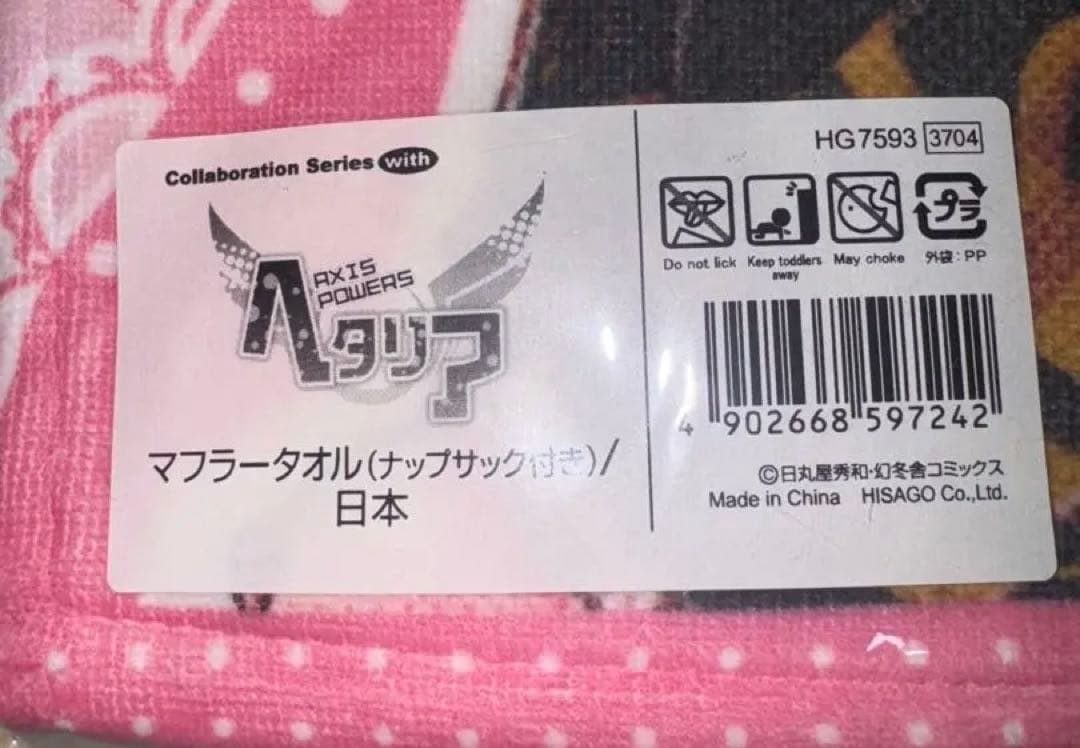 Collaboration Series with
AXIS
POWERS
ヘタリア
マフラータオル(ナップサック付き)/
日本
HG7593 3704
Do not lick
Keep toddlers
away
May choke
プラ
外袋：PP
4 902668 597242
©日丸屋秀和・幻冬舎コミックス
Made in China HISAGO Co.,Ltd.